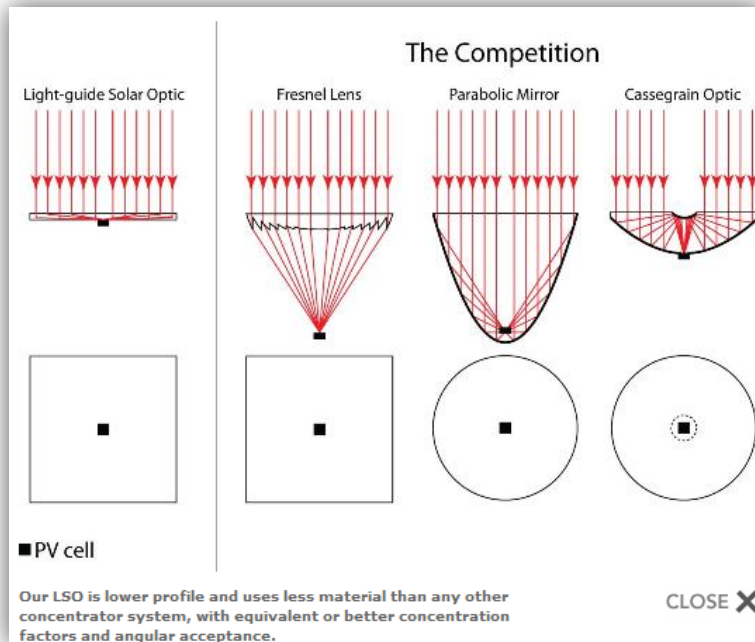 The Competition
Light-guide Solar Optic
Fresnel Lens
Parabolic Mirror
Cassegrain Optic
PV cell
Our LSO is lower profile and uses less material than any other
concentrator system, with equivalent or better concentration
factors and angular acceptance.
CLOSE X